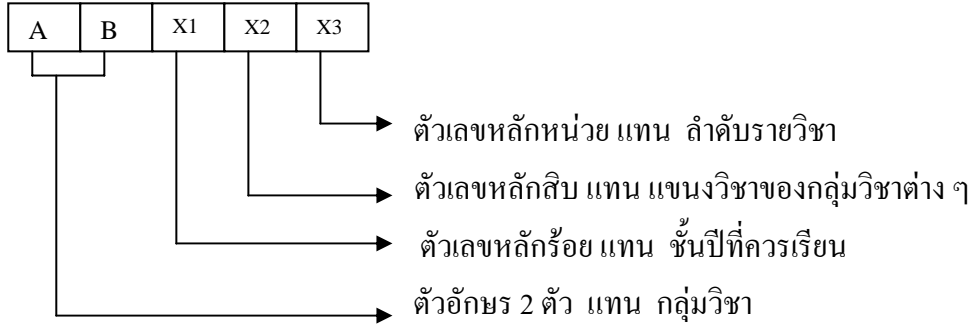 A B X1 X2 X3
ตัวเลขหลักหน่วย แทน ลำดับรายวิชา
ตัวเลขหลักสิบ แทน แขนงวิชาของกลุ่มวิชาต่าง ๆ
ตัวเลขหลักร้อย แทน ชั้นปีที่ควรเรียน
ตัวอักษร 2 ตัว แทน กลุ่มวิชา